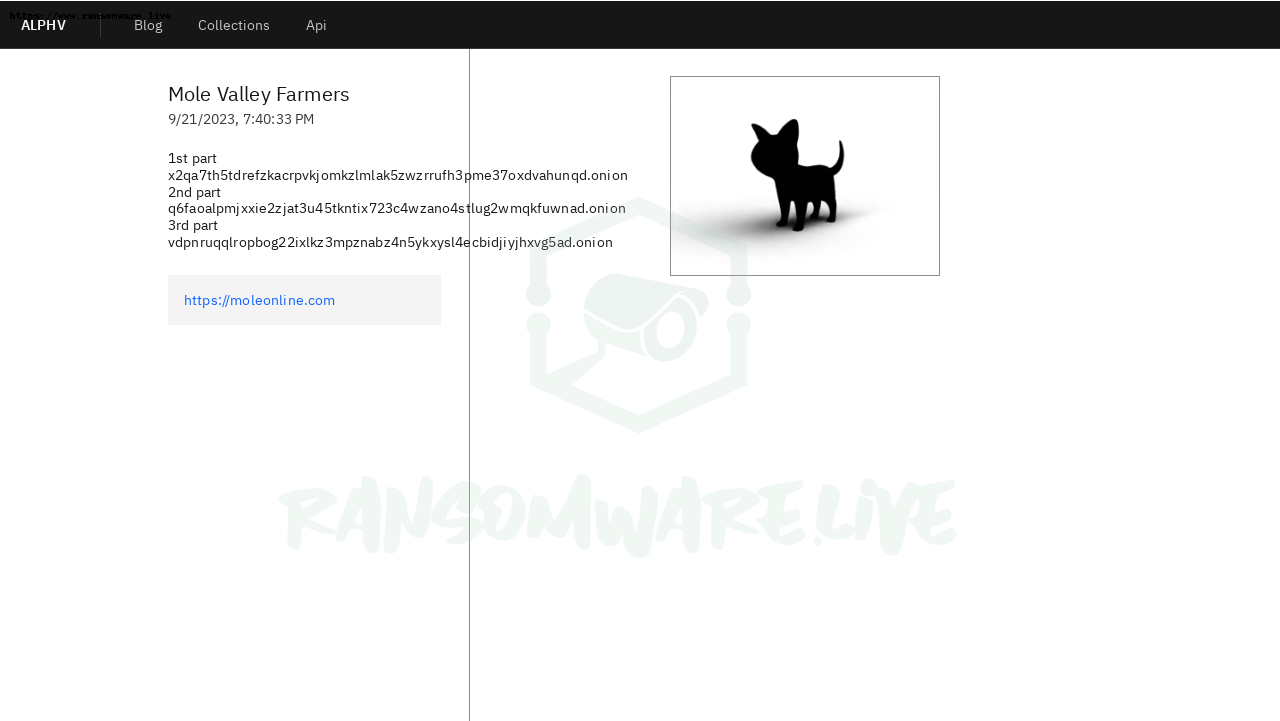 https://www.ransomware.live
ALPHV Blog Collections Api
Mole Valley Farmers
9/21/2023, 7:40:33 PM
1st part
x2qa7th5tdrefzkacrpvkjomkzlmlak5zwzrrufh3pme37oxdvahunqd.onion
2nd part
q6faoalpmjxxie2zjat3u45tkntix723c4wzano4stlug2wmqkfuwnad.onion
3rd part
vdpnruqqlropbog22ixlkz3mpznabz4n5ykxysl4ecbidjiyjhxvg5ad.onion
https://moleonline.com
RANSOMWARE.LIVE